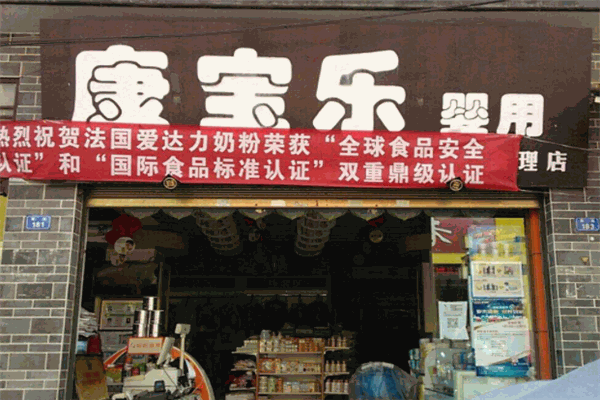 康宝乐 婴用
热烈祝贺法国爱达力奶粉荣获“全球食品安全
认证”和“国际食品标准认证”双重鼎级认证
理店
181
183